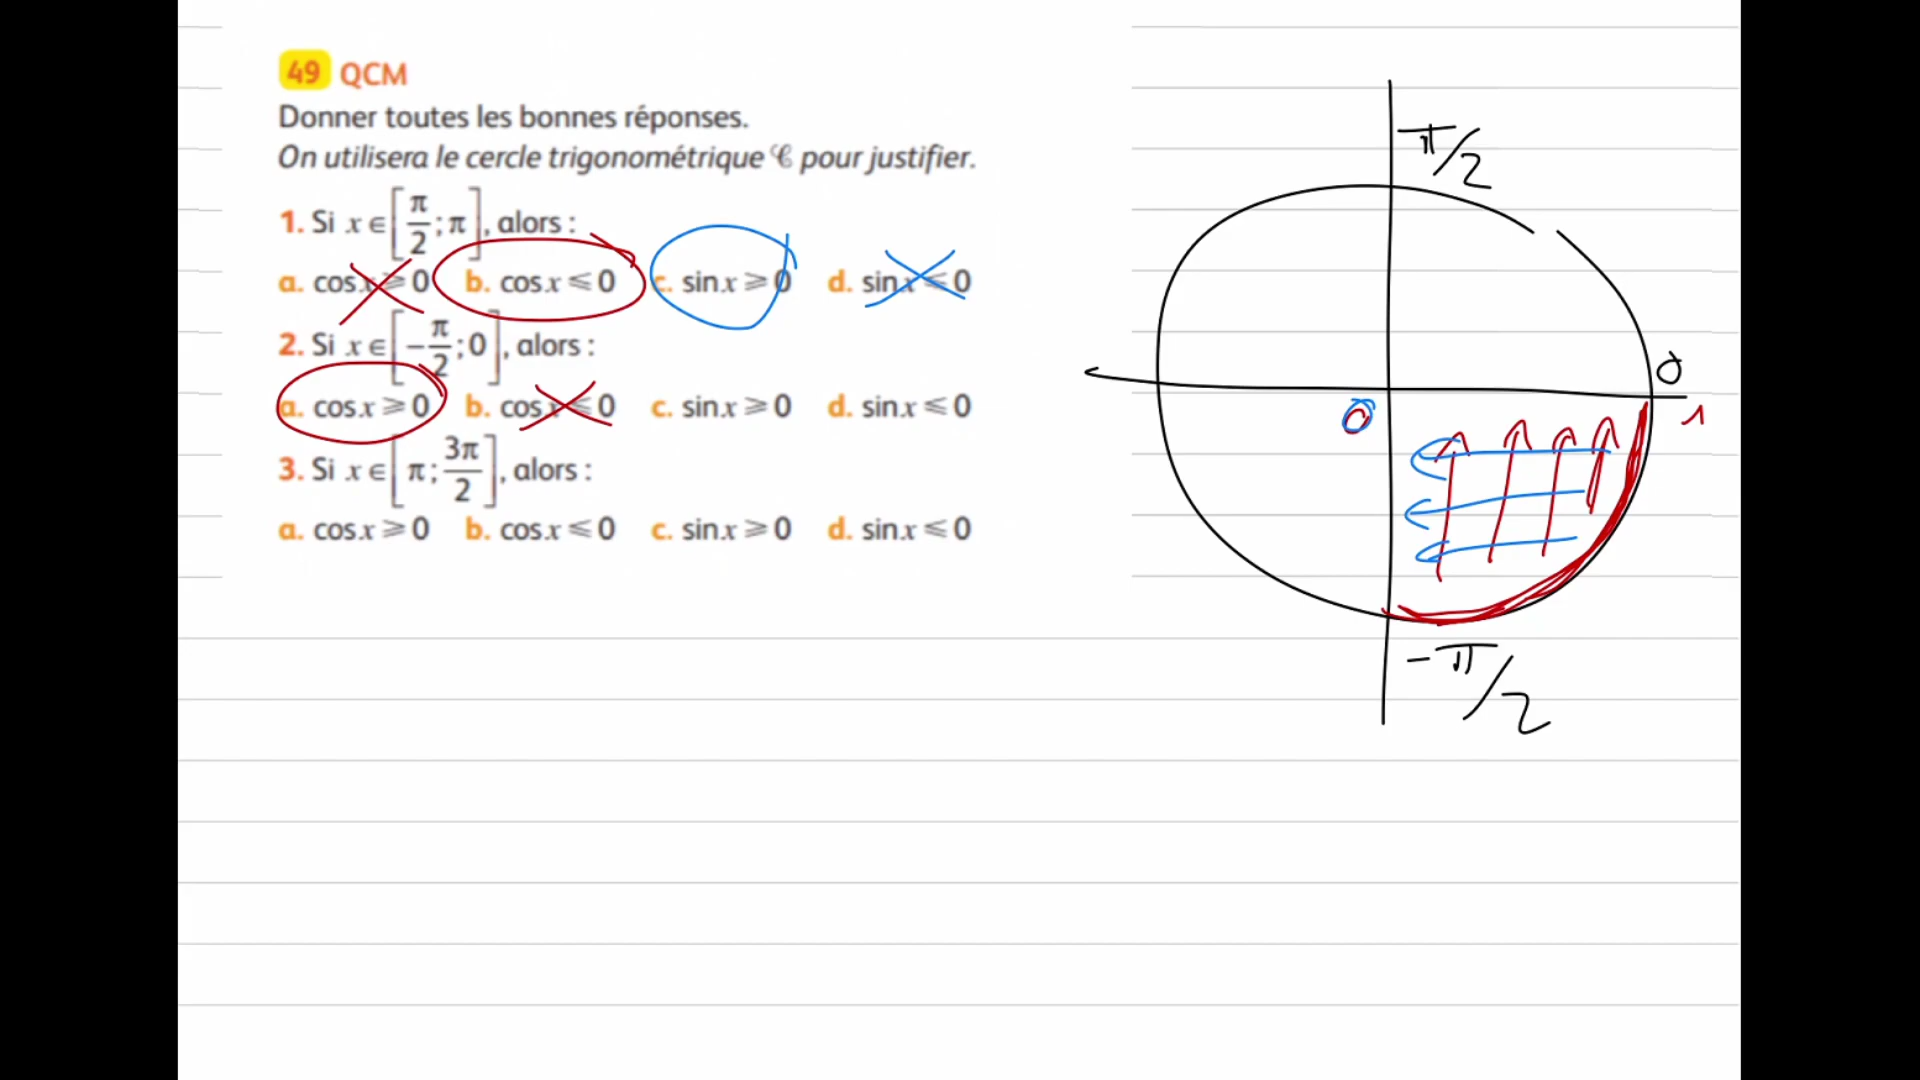 49 QCM
Donner toutes les bonnes réponses.
On utilisera le cercle trigonométrique 𝒞 pour justifier.
1. Si x ∈ [π/2 ; π], alors :
a. cos x ⩾ 0 b. cos x ⩽ 0 c. sin x ⩾ 0 d. sin x ⩽ 0
2. Si x ∈ [−π/2 ; 0], alors :
a. cos x ⩾ 0 b. cos x ⩽ 0 c. sin x ⩾ 0 d. sin x ⩽ 0
3. Si x ∈ [π ; 3π/2], alors :
a. cos x ⩾ 0 b. cos x ⩽ 0 c. sin x ⩾ 0 d. sin x ⩽ 0
π/2
0
0
1
-π/2